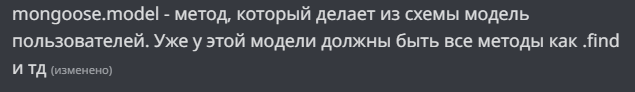 mongoose.model - метод, который делает из схемы модель
пользователей. Уже у этой модели должны быть все методы как .find
и тд (изменено)